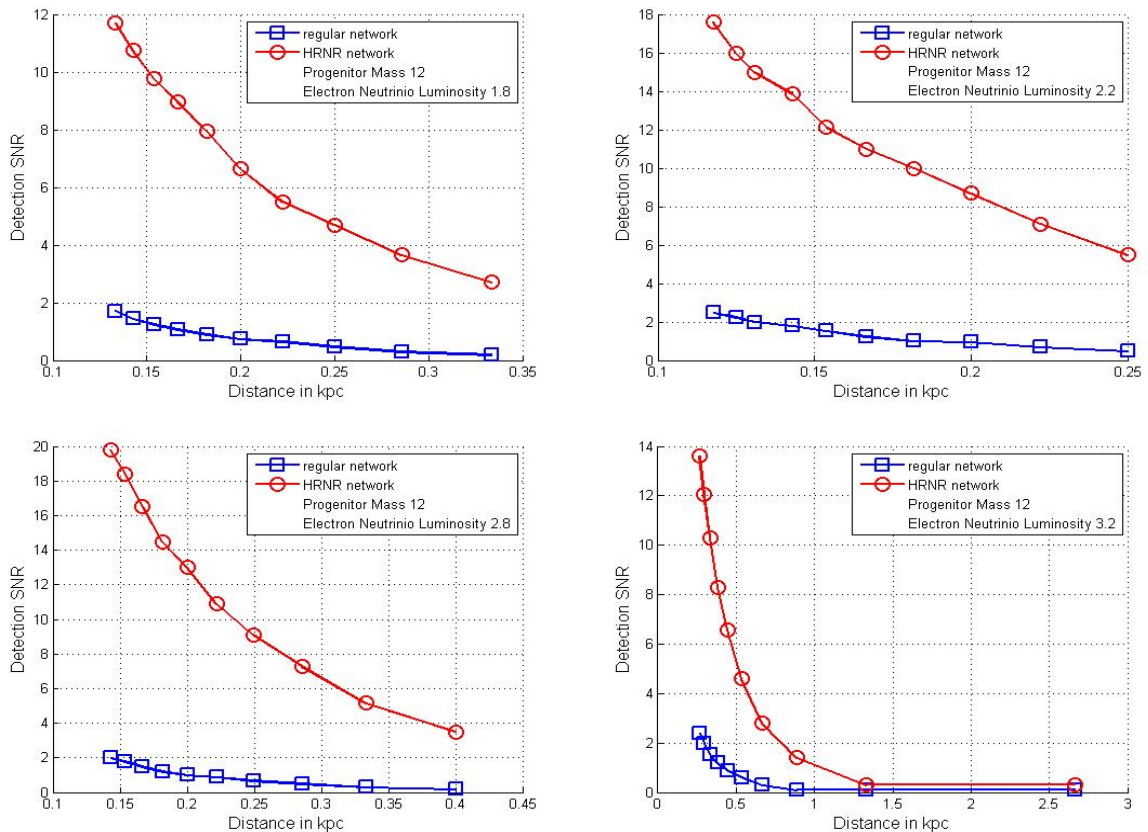 12
10
8
6
4
2
0
Detection SNR
0.1
0.15
0.2
0.25
0.3
0.35
Distance in kpc
regular network
HRNR network
Progenitor Mass 12
Electron Neutrinio Luminosity 1.8
18
16
14
12
10
8
6
4
2
0
Detection SNR
0.1
0.15
0.2
0.25
Distance in kpc
regular network
HRNR network
Progenitor Mass 12
Electron Neutrinio Luminosity 2.2
20
18
16
14
12
10
8
6
4
2
0
Detection SNR
0.1
0.15
0.2
0.25
0.3
0.35
0.4
0.45
Distance in kpc
regular network
HRNR network
Progenitor Mass 12
Electron Neutrinio Luminosity 2.8
14
12
10
8
6
4
2
0
Detection SNR
0
0.5
1
1.5
2
2.5
3
Distance in kpc
regular network
HRNR network
Progenitor Mass 12
Electron Neutrinio Luminosity 3.2